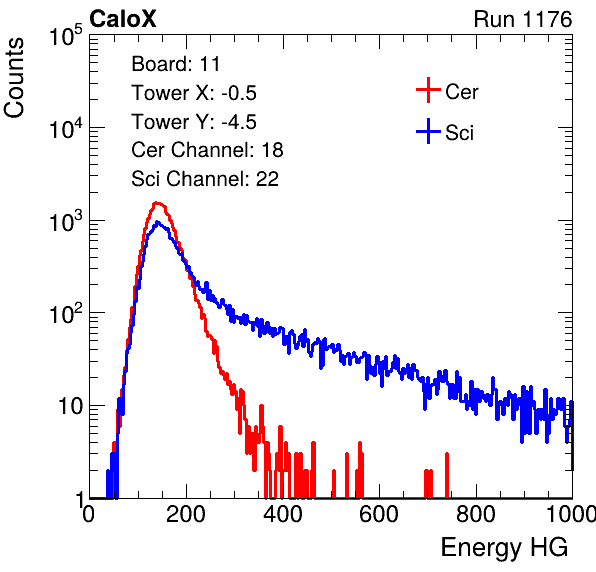 CaloX
Run 1176
Counts
10^5
10^4
10^3
10^2
10
1
Board: 11
Tower X: -0.5
Tower Y: -4.5
Cer Channel: 18
Sci Channel: 22
Cer
Sci
0 200 400 600 800 1000
Energy HG